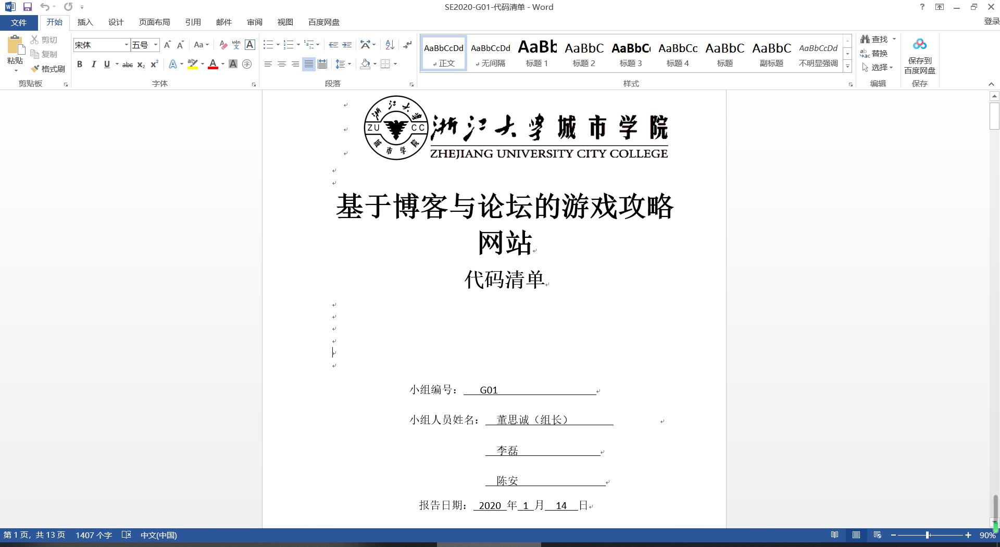 SE2020-G01-代码清单 - Word
登录
文件 开始 插入 设计 页面布局 引用 邮件 审阅 视图 百度网盘
粘贴 剪切 复制 格式刷
宋体 五号
AaBbCcDd AaBbCcDd AaBb AaBbC AaBbC AaBbCc AaBbC AaBbC AaBbCcDd
正文 无间隔 标题 1 标题 2 标题 3 标题 4 标题 副标题 不明显强调
查找
替换
选择
保存到
百度网盘
剪贴板 字体 段落 样式 编辑 保存
浙江大学
ZU CC
城市学院
浙江大学城市学院
ZHEJIANG UNIVERSITY CITY COLLEGE
基于博客与论坛的游戏攻略
网站
代码清单
小组编号： G01
小组人员姓名： 董思诚（组长）
李磊
陈安
报告日期： 2020 年 1 月 14 日
第 1 页，共 13 页 1407 个字 中文(中国) 90%